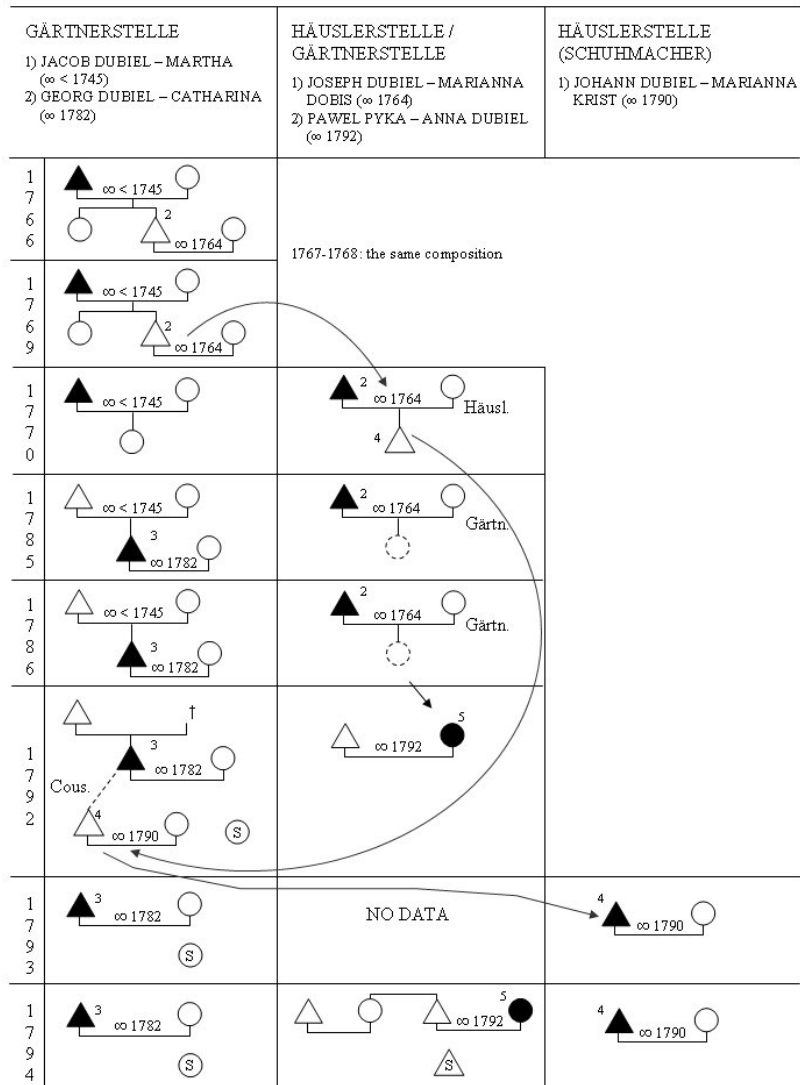 GÄRTNERSTELLE
1) JACOB DUBIEL – MARTHA
(∞ < 1745)
2) GEORG DUBIEL – CATHARINA
(∞ 1782)
HÄUSLERSTELLE /
GÄRTNERSTELLE
1) JOSEPH DUBIEL – MARIANNA
DOBIS (∞ 1764)
2) PAWEL PYKA – ANNA DUBIEL
(∞ 1792)
HÄUSLERSTELLE
(SCHUHMACHER)
1) JOHANN DUBIEL – MARIANNA
KRIST (∞ 1790)
1766
∞ < 1745
2
∞ 1764
1767-1768: the same composition
1769
∞ < 1745
2
∞ 1764
1770
∞ < 1745
2
∞ 1764
Häusl.
4
1785
∞ < 1745
3
∞ 1782
2
∞ 1764
Gärtn.
1786
∞ < 1745
3
∞ 1782
2
∞ 1764
Gärtn.
1792
†
3
∞ 1782
Cous.
4
∞ 1790
S
5
∞ 1792
1793
3
∞ 1782
S
NO DATA
4
∞ 1790
1794
3
∞ 1782
S
5
∞ 1792
S
4
∞ 1790